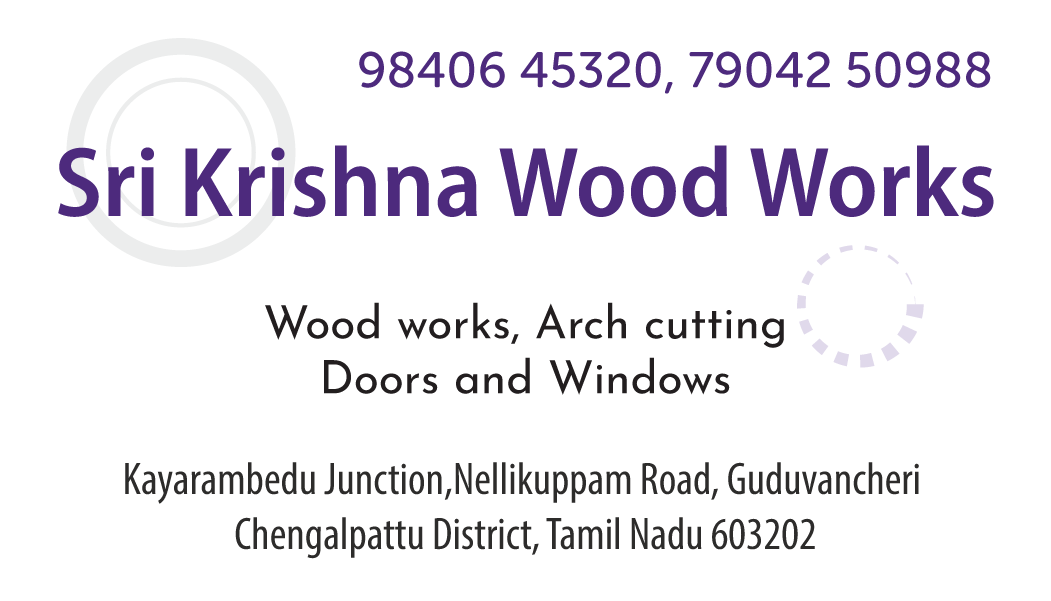 98406 45320, 79042 50988
Sri Krishna Wood Works
Wood works, Arch cutting
Doors and Windows
Kayarambedu Junction,Nellikuppam Road, Guduvancheri
Chengalpattu District, Tamil Nadu 603202